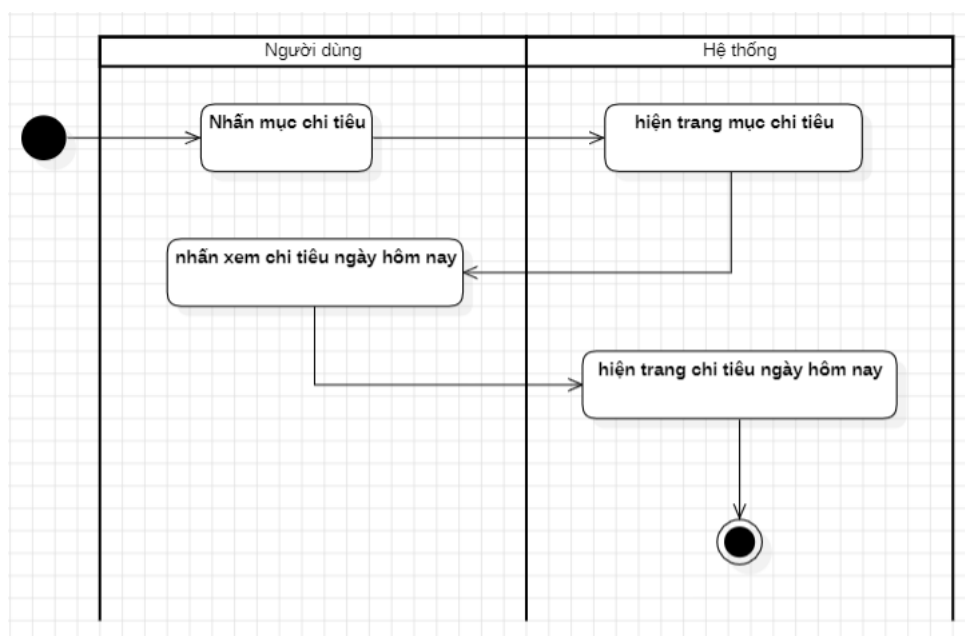 Người dùng
Hệ thống
Nhấn mục chi tiêu
hiện trang mục chi tiêu
nhấn xem chi tiêu ngày hôm nay
hiện trang chi tiêu ngày hôm nay